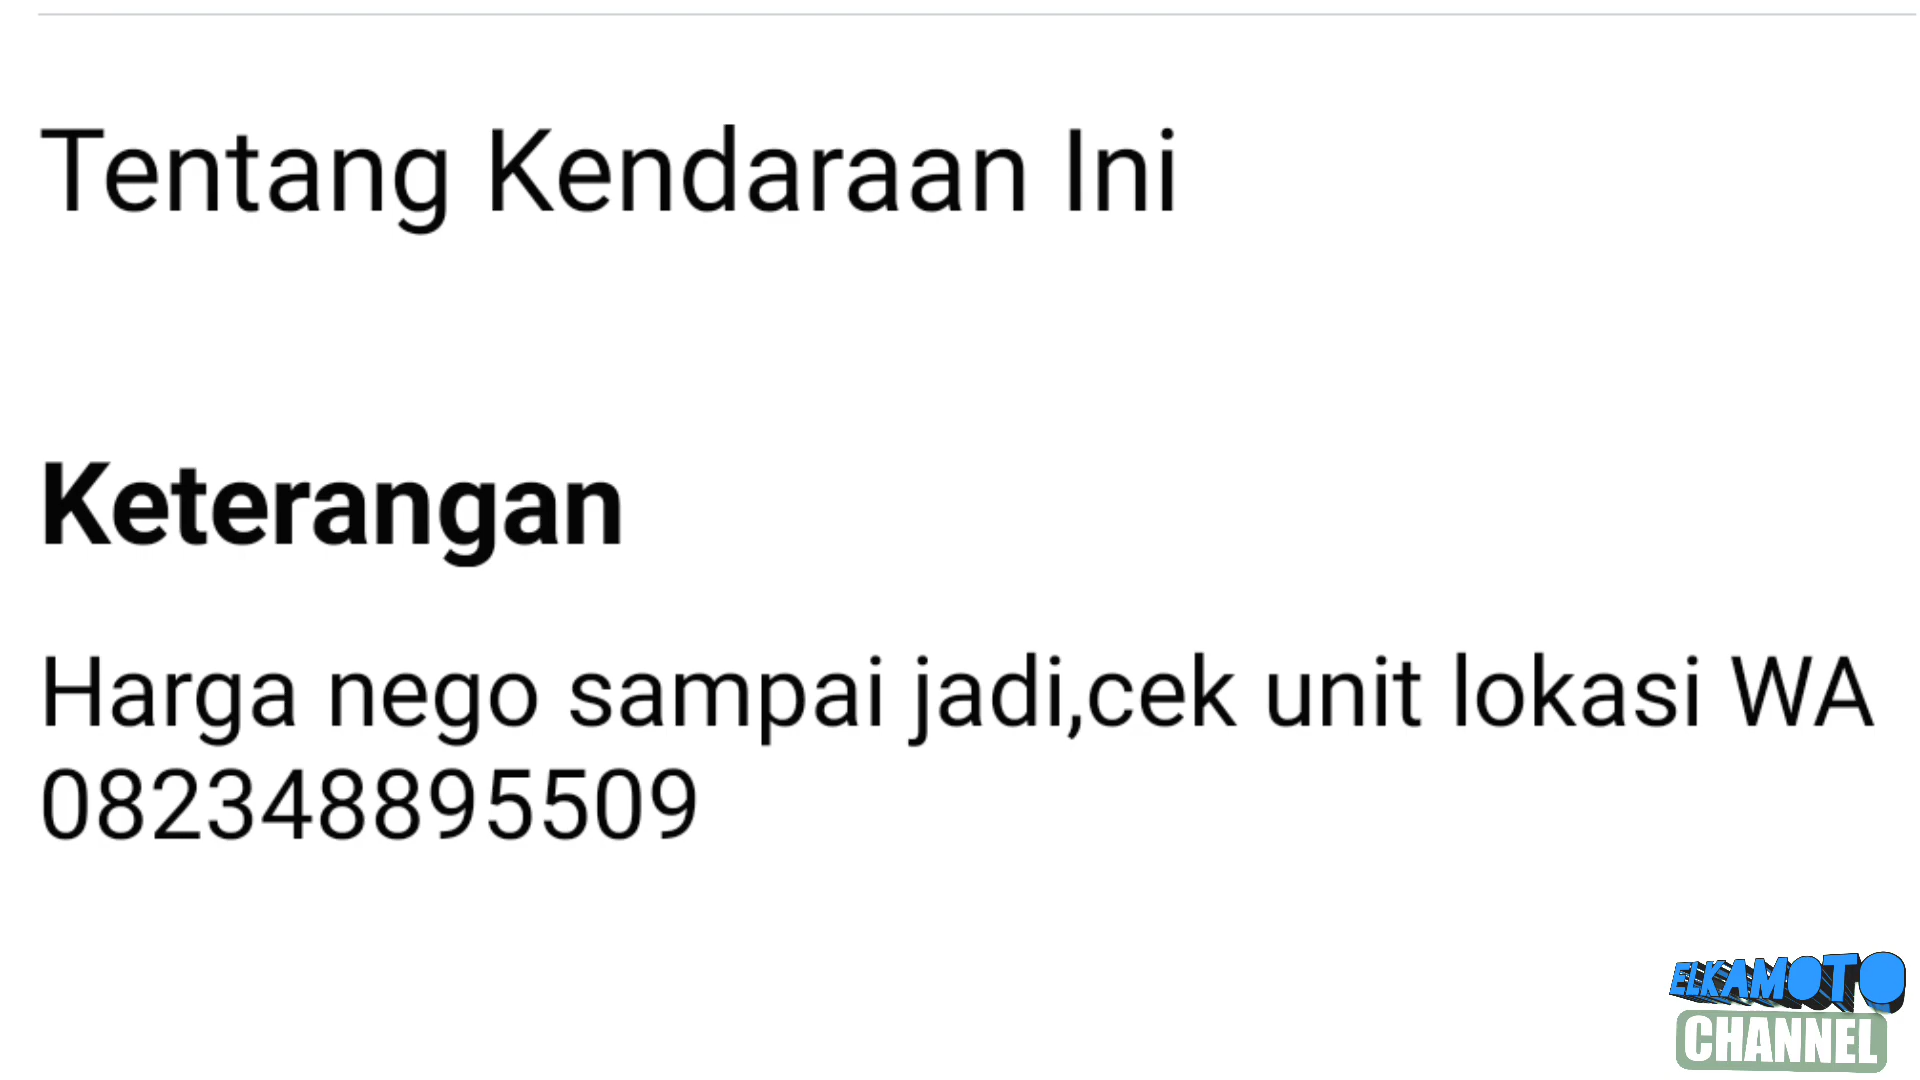 Tentang Kendaraan Ini
Keterangan
Harga nego sampai jadi,cek unit lokasi WA
082348895509
ELKAMOTO
CHANNEL